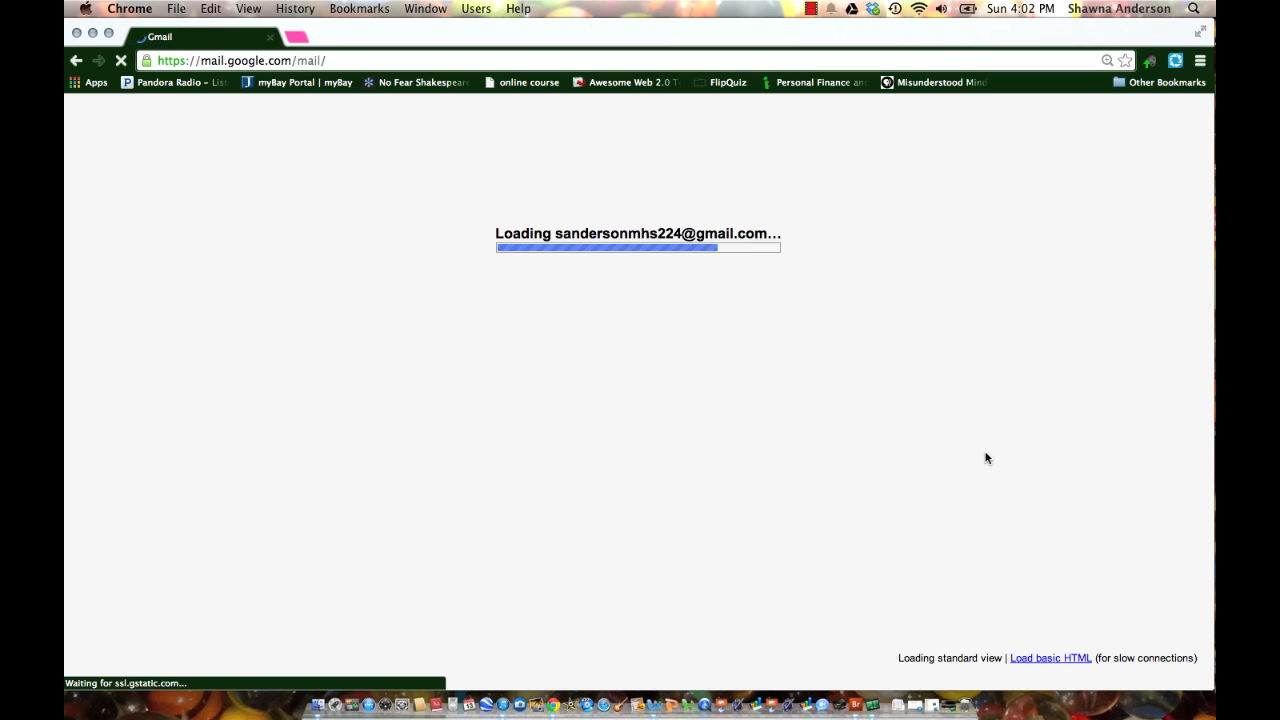 Chrome File Edit View History Bookmarks Window Users Help Sun 4:02 PM Shawna Anderson
Gmail
https://mail.google.com/mail/
Apps Pandora Radio – Lis myBay Portal | myBay No Fear Shakespear online course Awesome Web 2.0 T FlipQuiz Personal Finance an Misunderstood Mind Other Bookmarks
Loading sandersonmhs224@gmail.com…
Loading standard view | Load basic HTML (for slow connections)
Waiting for ssl.gstatic.com...
Br